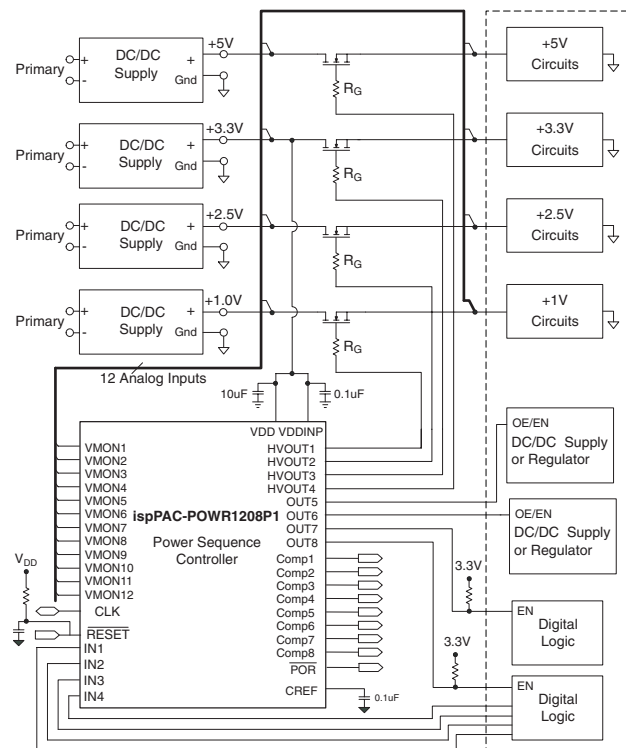 Primary
+
-
DC/DC
Supply
+
Gnd
+5V
RG
+5V
Circuits
Primary
+
-
DC/DC
Supply
+
Gnd
+3.3V
RG
+3.3V
Circuits
Primary
+
-
DC/DC
Supply
+
Gnd
+2.5V
RG
+2.5V
Circuits
Primary
+
-
DC/DC
Supply
+
Gnd
+1.0V
RG
+1V
Circuits
12 Analog Inputs
10uF
0.1uF
VDD VDDINP
VMON1
VMON2
VMON3
VMON4
VMON5
VMON6
VMON7
VMON8
VMON9
VMON10
VMON11
VMON12
CLK
RESET
IN1
IN2
IN3
IN4
VDD
ispPAC-POWR1208P1
Power Sequence
Controller
HVOUT1
HVOUT2
HVOUT3
HVOUT4
OUT5
OUT6
OUT7
OUT8
Comp1
Comp2
Comp3
Comp4
Comp5
Comp6
Comp7
Comp8
POR
CREF
0.1uF
OE/EN
DC/DC Supply
or Regulator
OE/EN
DC/DC Supply
or Regulator
3.3V
EN
Digital
Logic
3.3V
EN
Digital
Logic